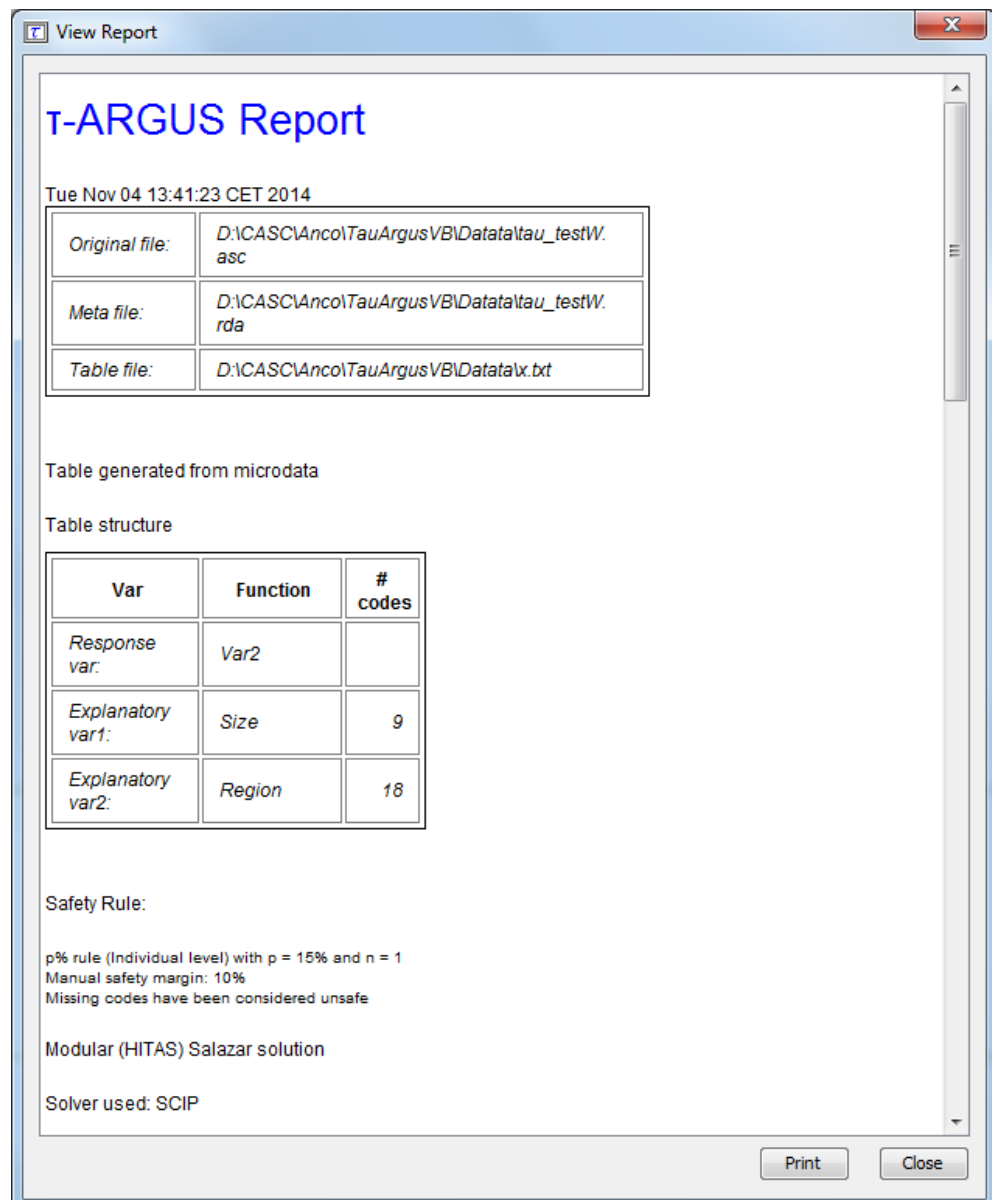 View Report
τ-ARGUS Report
Tue Nov 04 13:41:23 CET 2014
Original file: D:\CASC\Anco\TauArgusVB\Datata\tau_testW.
asc
Meta file: D:\CASC\Anco\TauArgusVB\Datata\tau_testW.
rda
Table file: D:\CASC\Anco\TauArgusVB\Datata\x.txt
Table generated from microdata
Table structure
Var Function # codes
Response var: Var2
Explanatory var1: Size 9
Explanatory var2: Region 18
Safety Rule:
p% rule (Individual level) with p = 15% and n = 1
Manual safety margin: 10%
Missing codes have been considered unsafe
Modular (HITAS) Salazar solution
Solver used: SCIP
Print Close